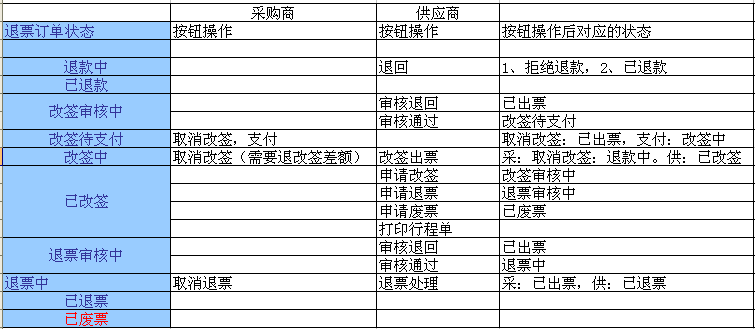 采购商 供应商
退票订单状态 按钮操作 按钮操作 按钮操作后对应的状态
退款中 退回 1、拒绝退款，2、已退款
已退款
改签审核中 审核退回 已出票
审核通过 改签待支付
改签待支付 取消改签，支付 取消改签：已出票，支付：改签中
改签中 取消改签（需要退改签差额） 改签出票 采：取消改签：退款中。供：已改签
已改签 申请改签 改签审核中
申请退票 退票审核中
申请废票 已废票
打印行程单
退票审核中 审核退回 已出票
审核通过 退票中
退票中 取消退票 退票处理 采：已出票，供：已退票
已退票
已废票